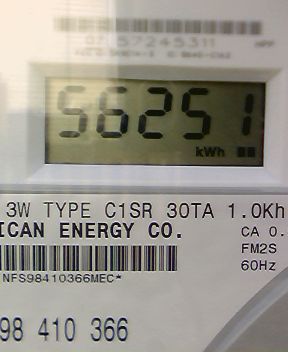 57245311
56251
kWh
3W TYPE C1SR 30TA 1.0Kh
ICAN ENERGY CO.
CA 0.
FM2S
NFS98410366MEC*
60Hz
98 410 366